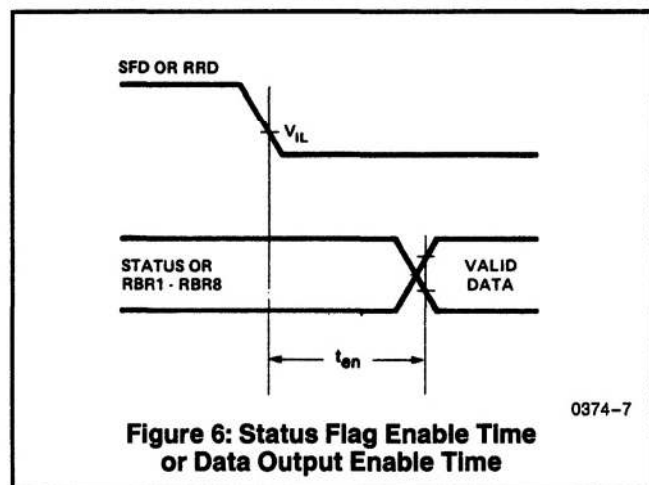 SFD OR RRD
VIL
STATUS OR
RBR1 - RBR8
VALID
DATA
ten
0374-7
Figure 6: Status Flag Enable Time
or Data Output Enable Time